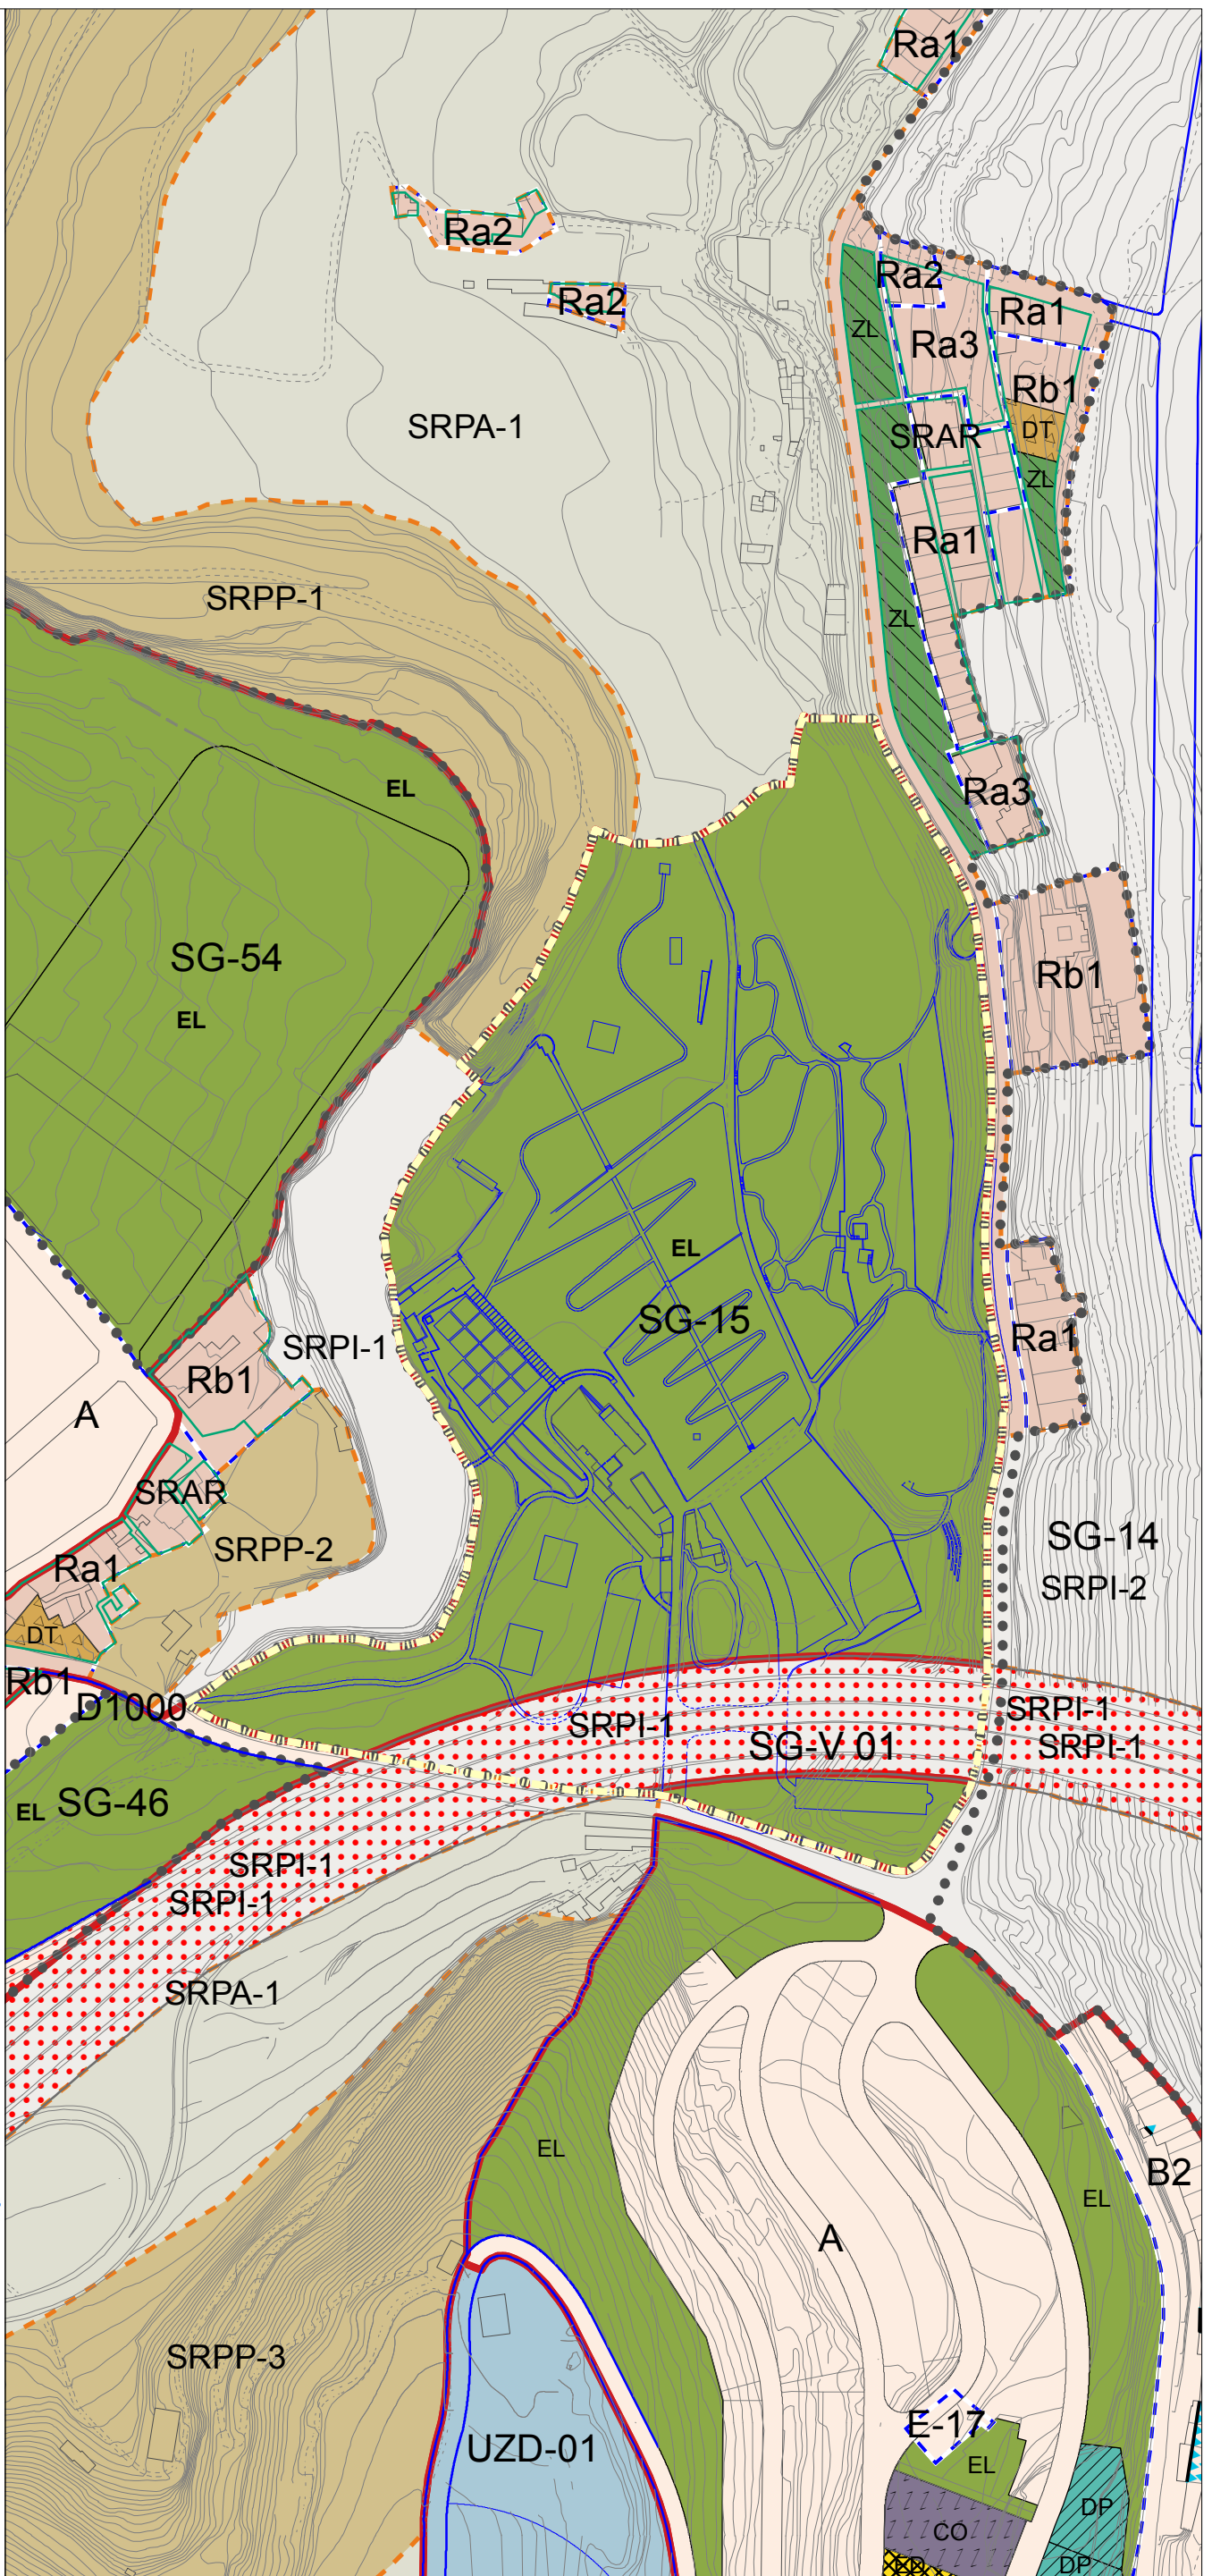 Ra1
Ra2
Ra2
Ra2
Ra1
ZL
Ra3
Rb1
SRPA-1
SRAR
DT
ZL
Ra1
SRPP-1
ZL
EL
Ra3
SG-54
Rb1
EL
EL
SG-15
SRPI-1
Ra1
Rb1
A
SRAR
SRPP-2
SG-14
Ra1
SRPI-2
DT
Rb1
D1000
SRPI-1
SRPI-1
SG-V 01
SRPI-1
EL SG-46
SRPI-1
SRPI-1
SRPA-1
EL
B2
EL
A
SRPP-3
E-17
UZD-01
EL
DP
CO
DP